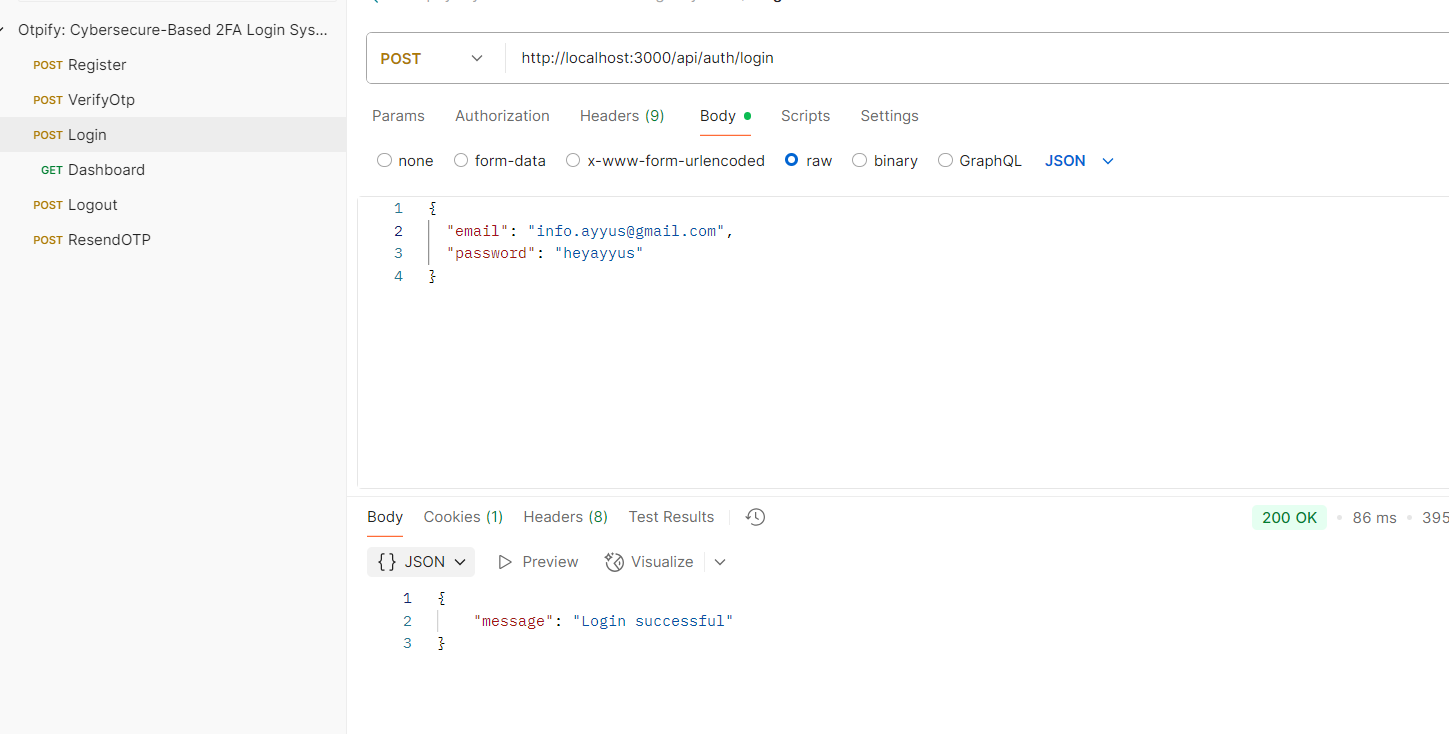 Otpify: Cybersecure-Based 2FA Login Sys...
POST Register
POST VerifyOtp
POST Login
GET Dashboard
POST Logout
POST ResendOTP
POST http://localhost:3000/api/auth/login
Params Authorization Headers (9) Body Scripts Settings
none form-data x-www-form-urlencoded raw binary GraphQL JSON
1 {
2 "email": "info.ayyus@gmail.com",
3 "password": "heyayyus"
4 }
Body Cookies (1) Headers (8) Test Results 200 OK 86 ms 395
{} JSON Preview Visualize
1 {
2 "message": "Login successful"
3 }